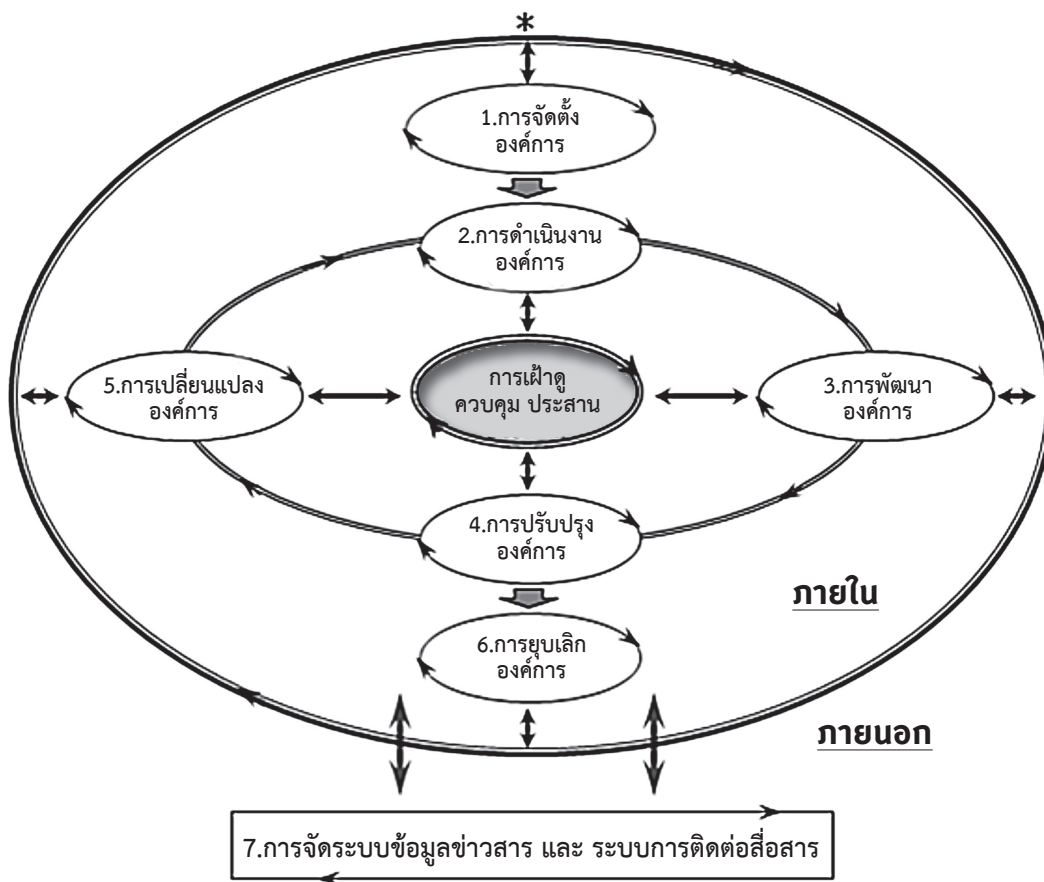 *
1.การจัดตั้ง
องค์การ
2.การดำเนินงาน
องค์การ
5.การเปลี่ยนแปลง
องค์การ
การเฝ้าดู
ควบคุม ประสาน
3.การพัฒนา
องค์การ
4.การปรับปรุง
องค์การ
ภายใน
6.การยุบเลิก
องค์การ
ภายนอก
7.การจัดระบบข้อมูลข่าวสาร และ ระบบการติดต่อสื่อสาร